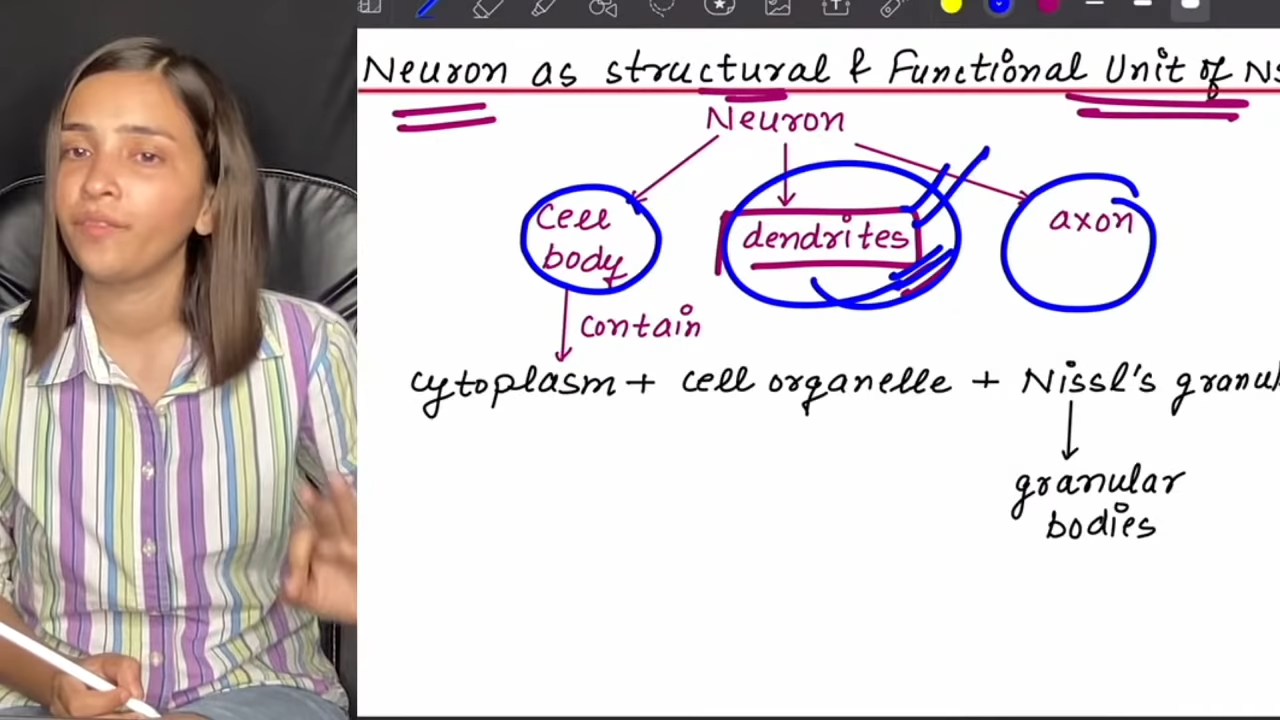 Neuron as structural & Functional Unit of NS
Neuron
Cell body
dendrites
axon
contain
cytoplasm + cell organelle + Nissl's granul
granular
bodies